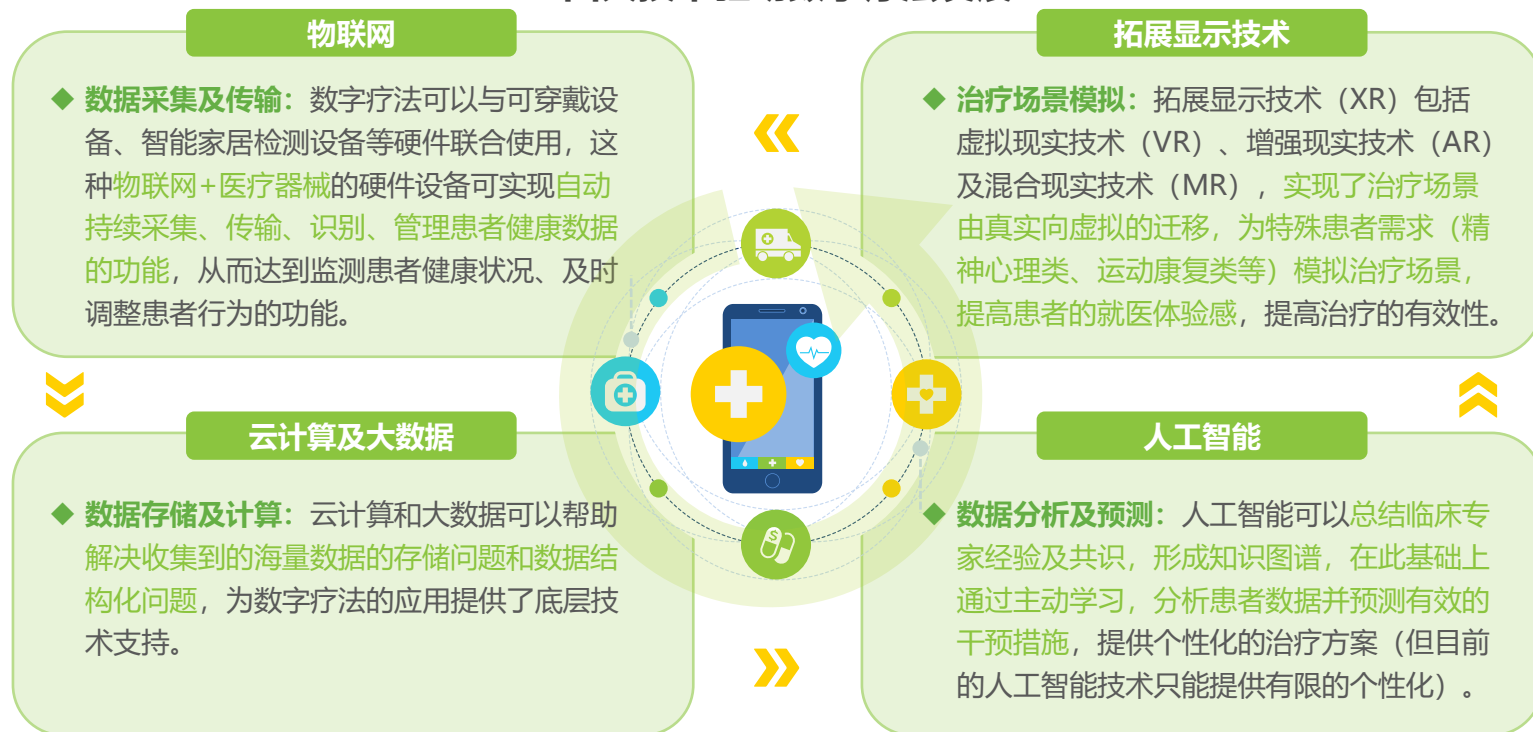 物联网
◆ 数据采集及传输：数字疗法可以与可穿戴设
备、智能家居检测设备等硬件联合使用，这
种物联网+医疗器械的硬件设备可实现自动
持续采集、传输、识别、管理患者健康数据
的功能，从而达到监测患者健康状况、及时
调整患者行为的功能。
拓展显示技术
◆ 治疗场景模拟：拓展显示技术（XR）包括
虚拟现实技术（VR）、增强现实技术（AR）
及混合现实技术（MR），实现了治疗场景
由真实向虚拟的迁移，为特殊患者需求（精
神心理类、运动康复类等）模拟治疗场景，
提高患者的就医体验感，提高治疗的有效性。
云计算及大数据
◆ 数据存储及计算：云计算和大数据可以帮助
解决收集到的海量数据的存储问题和数据结
构化问题，为数字疗法的应用提供了底层技
术支持。
人工智能
◆ 数据分析及预测：人工智能可以总结临床专
家经验及共识，形成知识图谱，在此基础上
通过主动学习，分析患者数据并预测有效的
干预措施，提供个性化的治疗方案（但目前
的人工智能技术只能提供有限的个性化）。
$